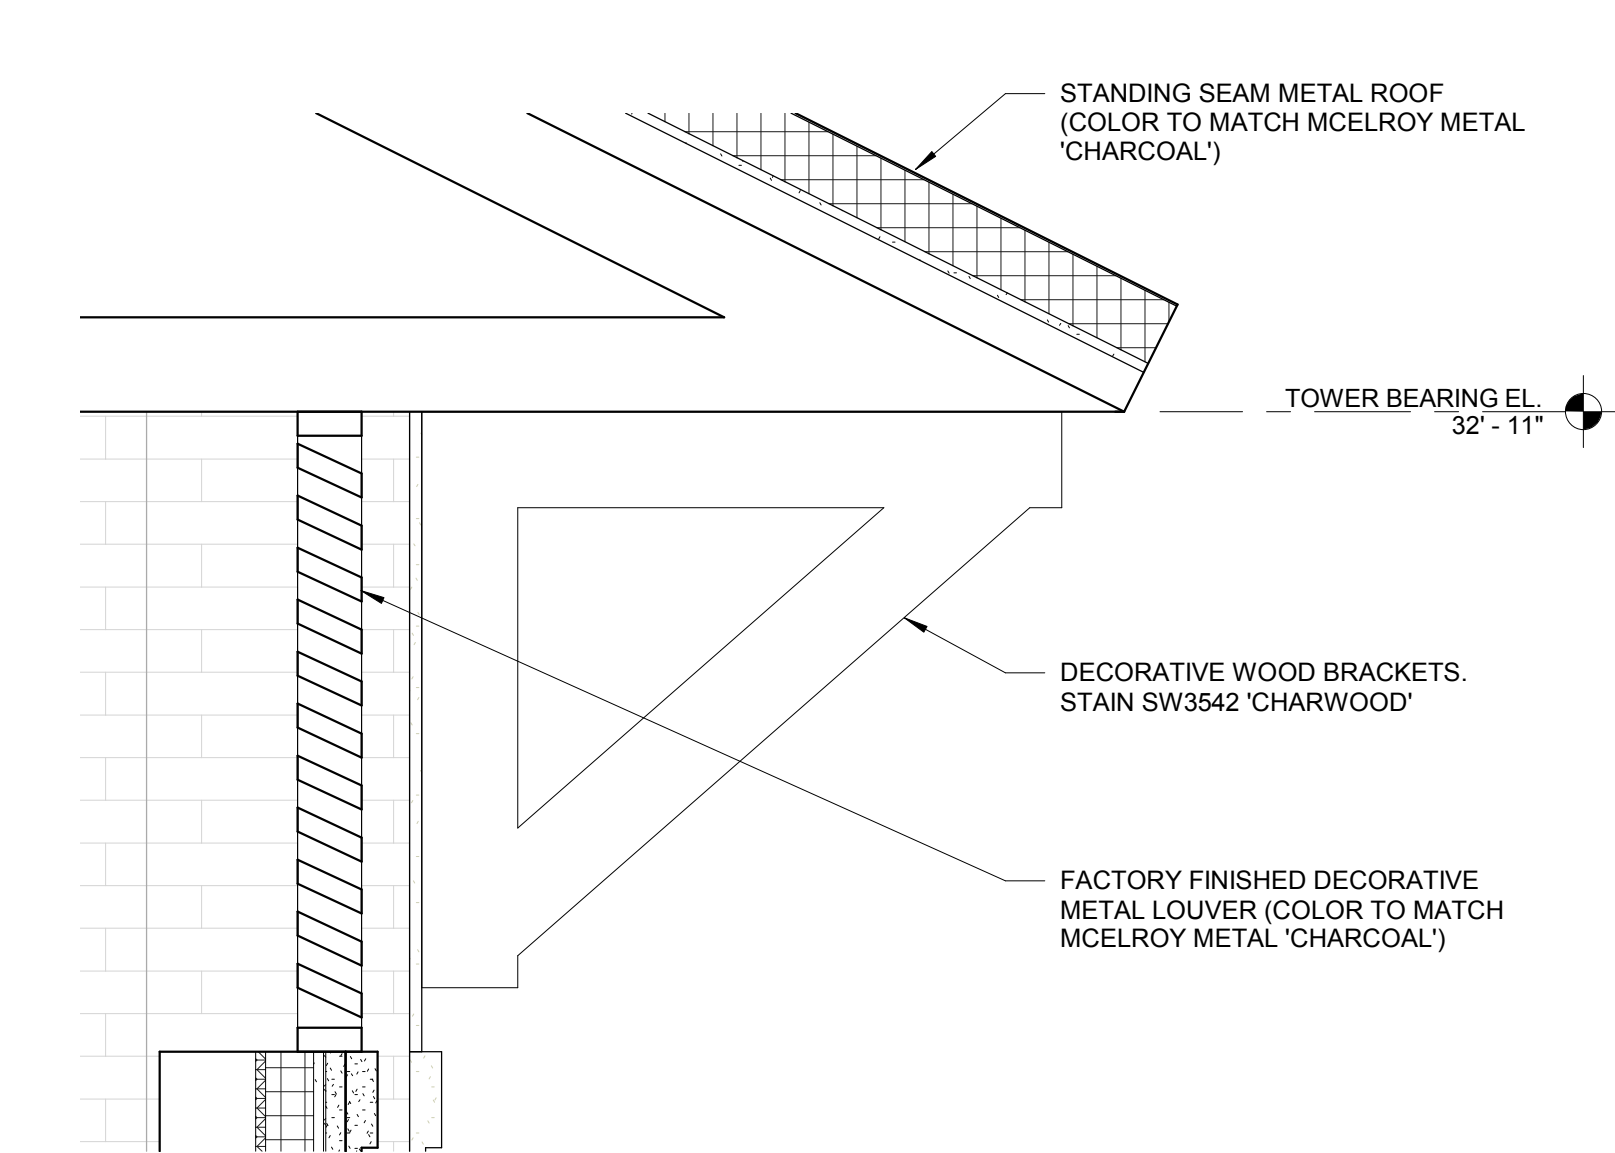 STANDING SEAM METAL ROOF
(COLOR TO MATCH MCELROY METAL
'CHARCOAL')
TOWER BEARING EL.
32' - 11"
DECORATIVE WOOD BRACKETS.
STAIN SW3542 'CHARWOOD'
FACTORY FINISHED DECORATIVE
METAL LOUVER (COLOR TO MATCH
MCELROY METAL 'CHARCOAL')